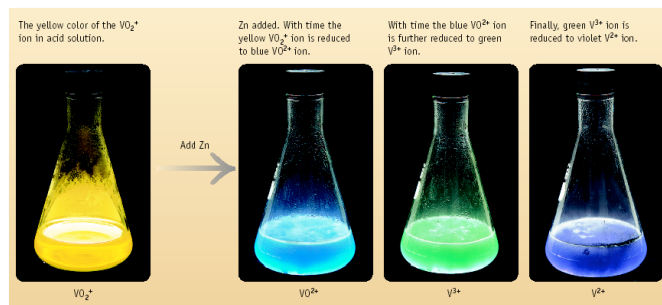 The yellow color of the VO₂⁺
ion in acid solution.
Zn added. With time the
yellow VO₂⁺ ion is reduced
to blue VO²⁺ ion.
With time the blue VO²⁺ ion
is further reduced to green
V³⁺ ion.
Finally, green V³⁺ ion is
reduced to violet V²⁺ ion.
Add Zn
VO₂⁺
VO²⁺
V³⁺
V²⁺